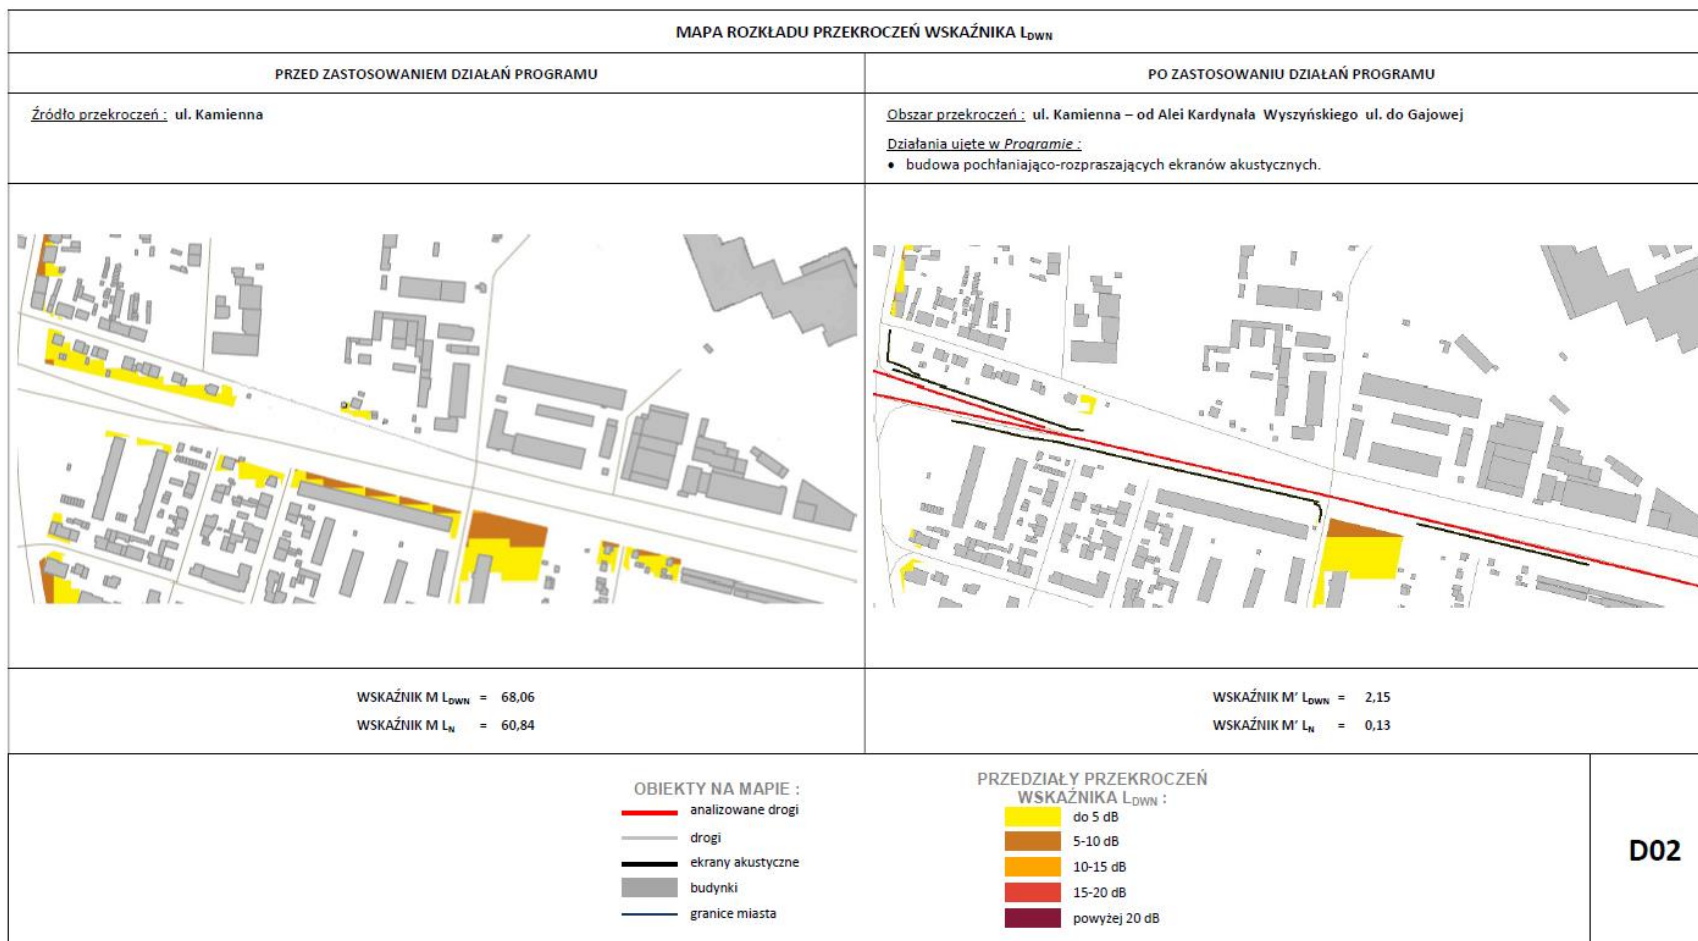 MAPA ROZKŁADU PRZEKROCZEŃ WSKAŹNIKA LDWN
PRZED ZASTOSOWANIEM DZIAŁAŃ PROGRAMU
PO ZASTOSOWANIU DZIAŁAŃ PROGRAMU
Źródło przekroczeń : ul. Kamienna
Obszar przekroczeń : ul. Kamienna – od Alei Kardynała Wyszyńskiego ul. do Gajowej
Działania ujęte w Programie :
• budowa pochłaniająco-rozpraszających ekranów akustycznych.
WSKAŹNIK M LDWN = 68,06
WSKAŹNIK M LN = 60,84
WSKAŹNIK M' LDWN = 2,15
WSKAŹNIK M' LN = 0,13
OBIEKTY NA MAPIE :
analizowane drogi
drogi
ekrany akustyczne
budynki
granice miasta
PRZEDZIAŁY PRZEKROCZEŃ
WSKAŹNIKA LDWN :
do 5 dB
5-10 dB
10-15 dB
15-20 dB
powyżej 20 dB
D02